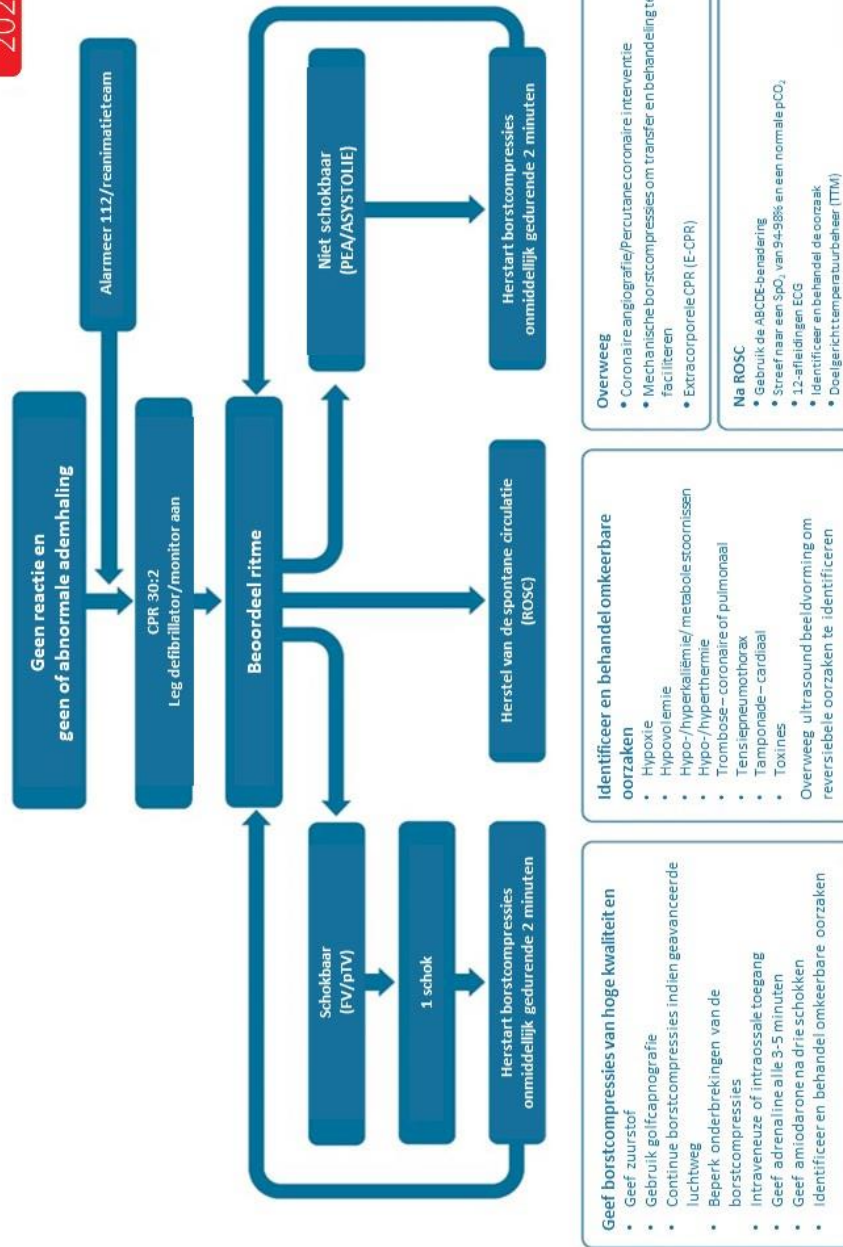 202
Geen reactie en
geen of abnormale ademhaling
Alarmeer 112/reanimatieteam
CPR 30:2
Leg defibrillator/monitor aan
Beoordeel ritme
Schokbaar
(FV/pTV)
1 schok
Herstart borstcompressies
onmiddellijk gedurende 2 minuten
Herstel van de spontane circulatie
(ROSC)
Niet schokbaar
(PEA/ASYSTOLIE)
Herstart borstcompressies
onmiddellijk gedurende 2 minuten
Geef borstcompressies van hoge kwaliteit en
• Geef zuurstof
• Gebruik golfcapnografie
• Continue borstcompressies indien geavanceerde
luchtweg
• Beperk onderbrekingen van de
borstcompressies
• Intraveneuze of intraossale toegang
• Geef adrenaline alle 3-5 minuten
• Geef amiodarone na drie schokken
• Identificeer en behandel omkeerbare oorzaken
Identificeer en behandel omkeerbare
oorzaken
• Hypoxie
• Hypovolemie
• Hypo-/hyperkaliëmie/metabole stoornissen
• Hypo-/hyperthermie
• Trombose – coronaire of pulmonaal
• Tensiepneumothorax
• Tamponade – cardiaal
• Toxines
Overweeg ultrasound beeldvorming om
reversiebele oorzaken te identificeren
Overweeg
• Coronaire angiografie/Percutane coronaire interventie
• Mechanische borstcompressies om transfer en behandeling te
faciliteren
• Extracorporele CPR (E-CPR)
Na ROSC
• Gebruik de ABCDE-benadering
• Streef naar een SpO₂ van 94-98% en een normale pCO₂
• 12-afleidingen ECG
• Identificeer en behandel de oorzaak
• Doelgericht temperatuurbeheer (TTM)